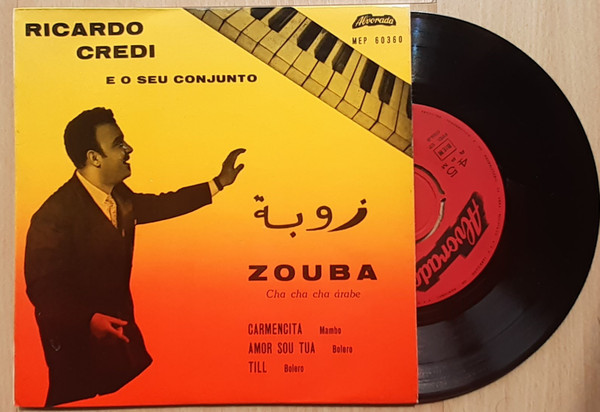 RICARDO
CREDI
E O SEU CONJUNTO
Alvorada
MEP 60360
زوبة
ZOUBA
Cha cha cha árabe
CARMENCITA Mambo
AMOR SOU TUA Bolero
TILL Bolero
Alvorada